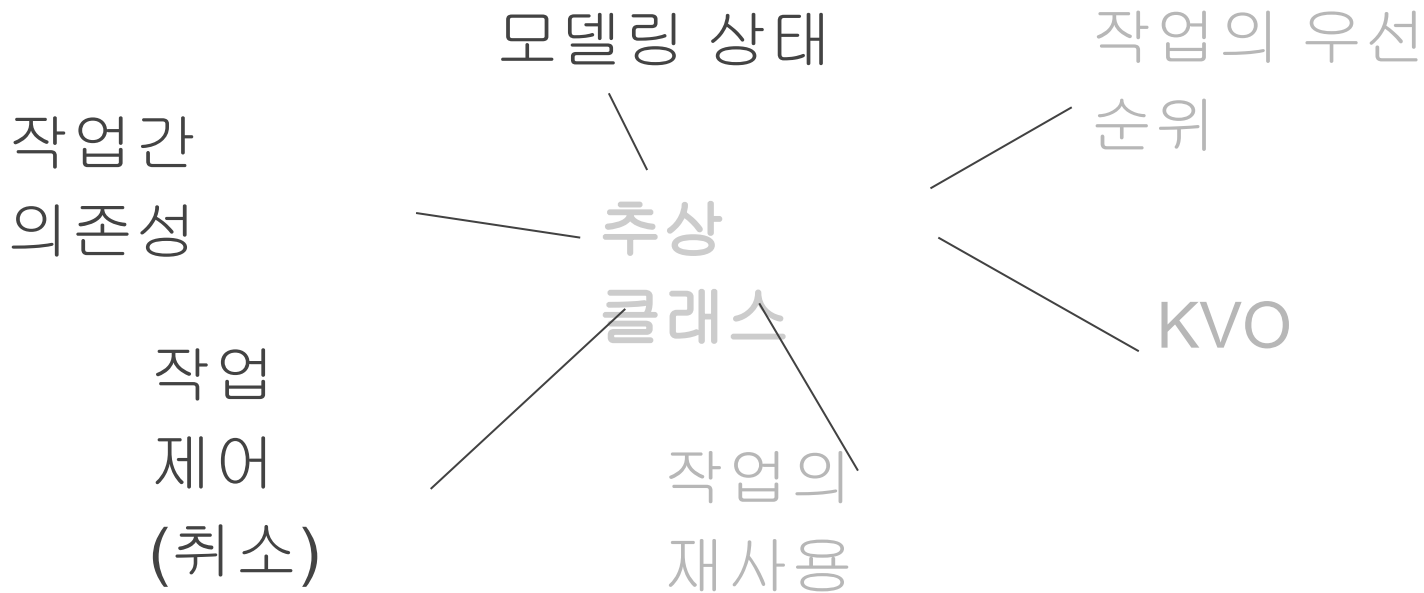 모델링 상태
작업의 우선
순위
작업간
의존성
추상
클래스
KVO
작업
제어
(취소)
작업의
재사용